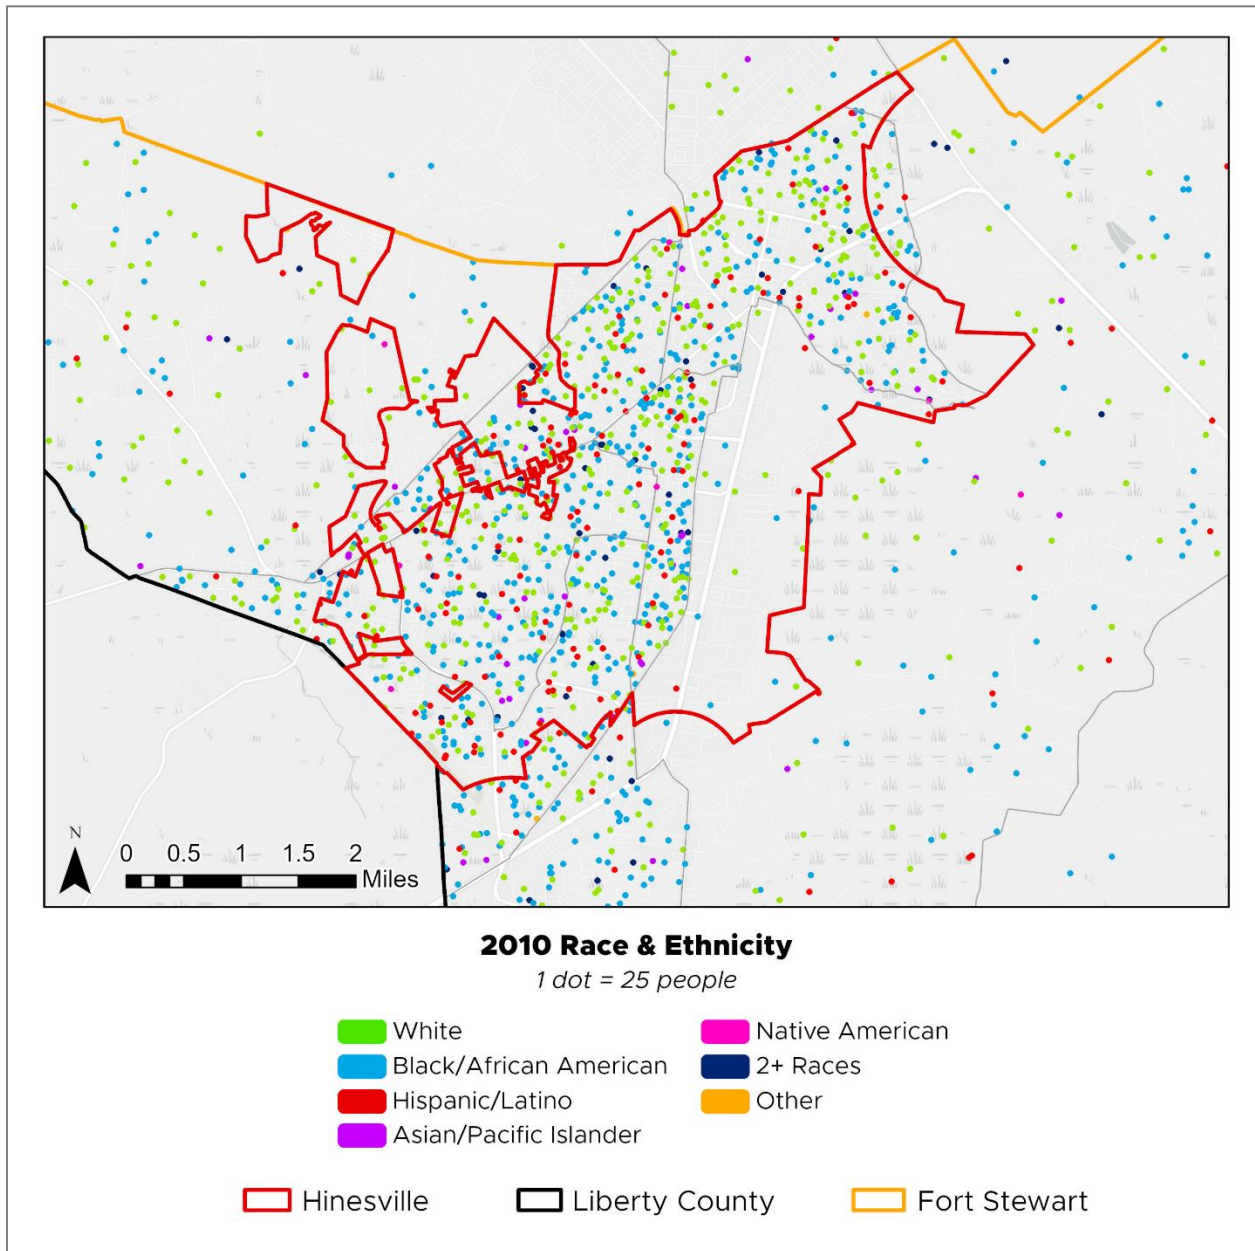 N
0 0.5 1 1.5 2
Miles
2010 Race & Ethnicity
1 dot = 25 people
White
Black/African American
Hispanic/Latino
Asian/Pacific Islander
Native American
2+ Races
Other
Hinesville
Liberty County
Fort Stewart